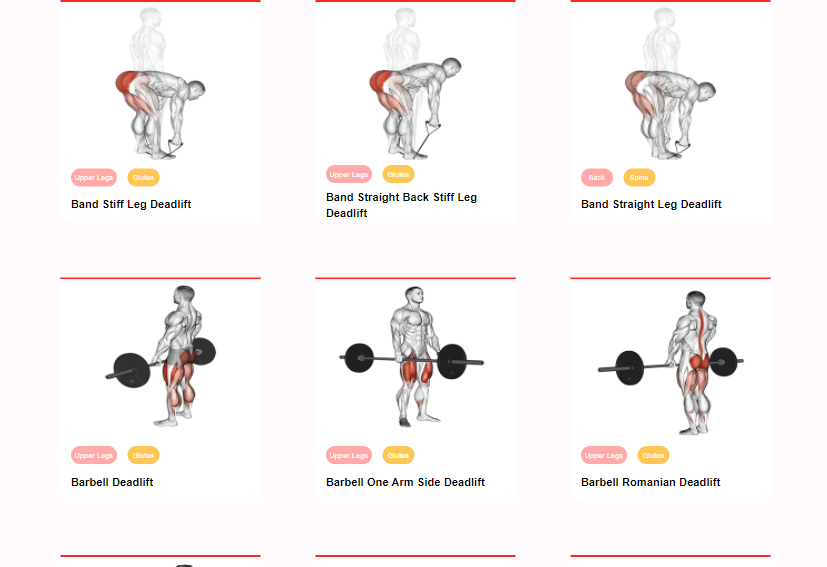 Upper Legs Glutes
Band Stiff Leg Deadlift
Upper Legs Glutes
Band Straight Back Stiff Leg
Deadlift
Back Spine
Band Straight Leg Deadlift
Upper Legs Glutes
Barbell Deadlift
Upper Legs Glutes
Barbell One Arm Side Deadlift
Upper Legs Glutes
Barbell Romanian Deadlift